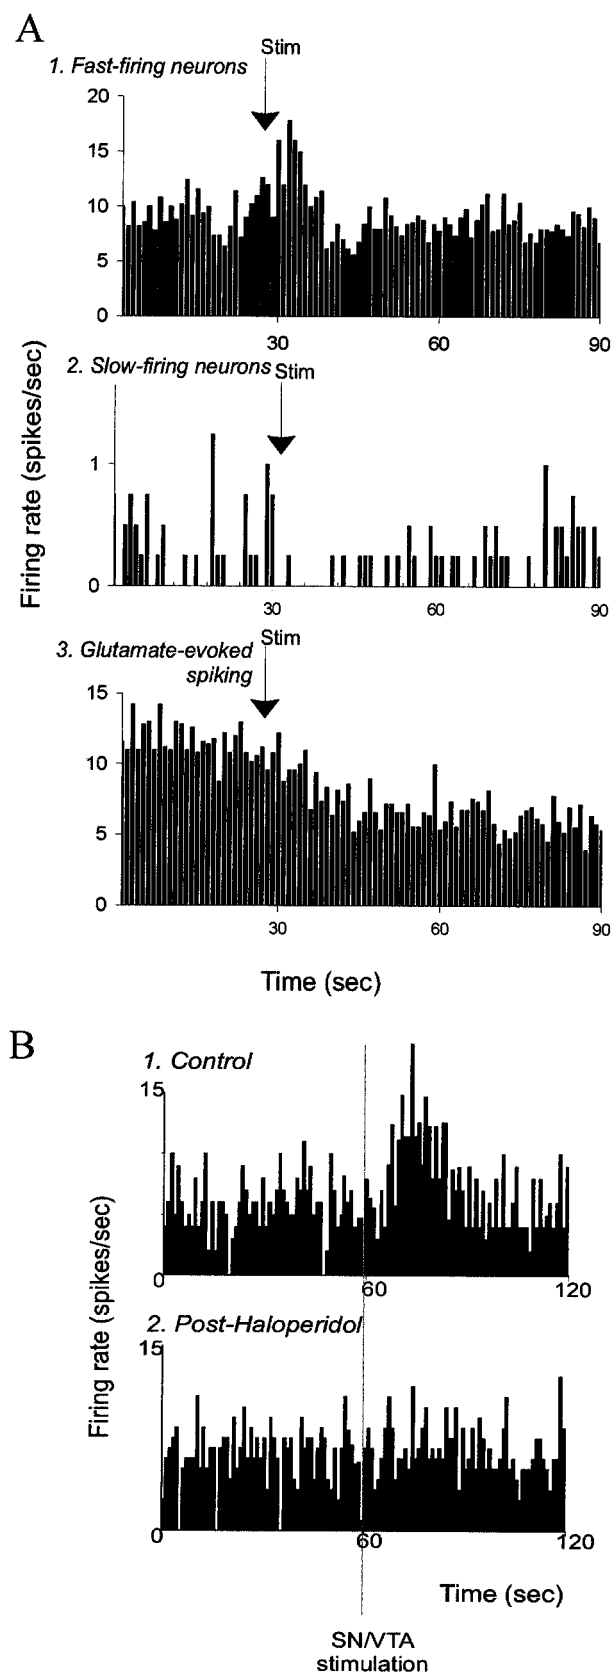 A
Stim
1. Fast-firing neurons
20
15
10
5
0
30
60
90
2. Slow-firing neurons
Stim
1
0
30
60
90
Stim
3. Glutamate-evoked
spiking
15
10
5
0
30
60
90
Firing rate (spikes/sec)
Time (sec)
B
1. Control
15
0
60
120
2. Post-Haloperidol
15
0
60
120
Firing rate (spikes/sec)
Time (sec)
SN/VTA
stimulation